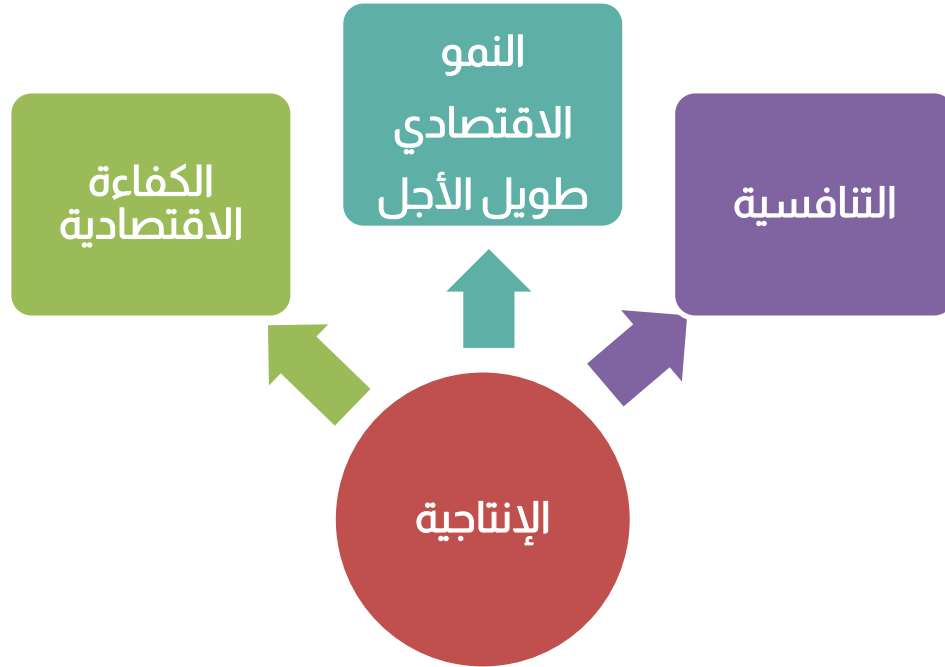 النمو
الاقتصادي
طويل الأجل
التنافسية
الكفاءة
الاقتصادية
الإنتاجية